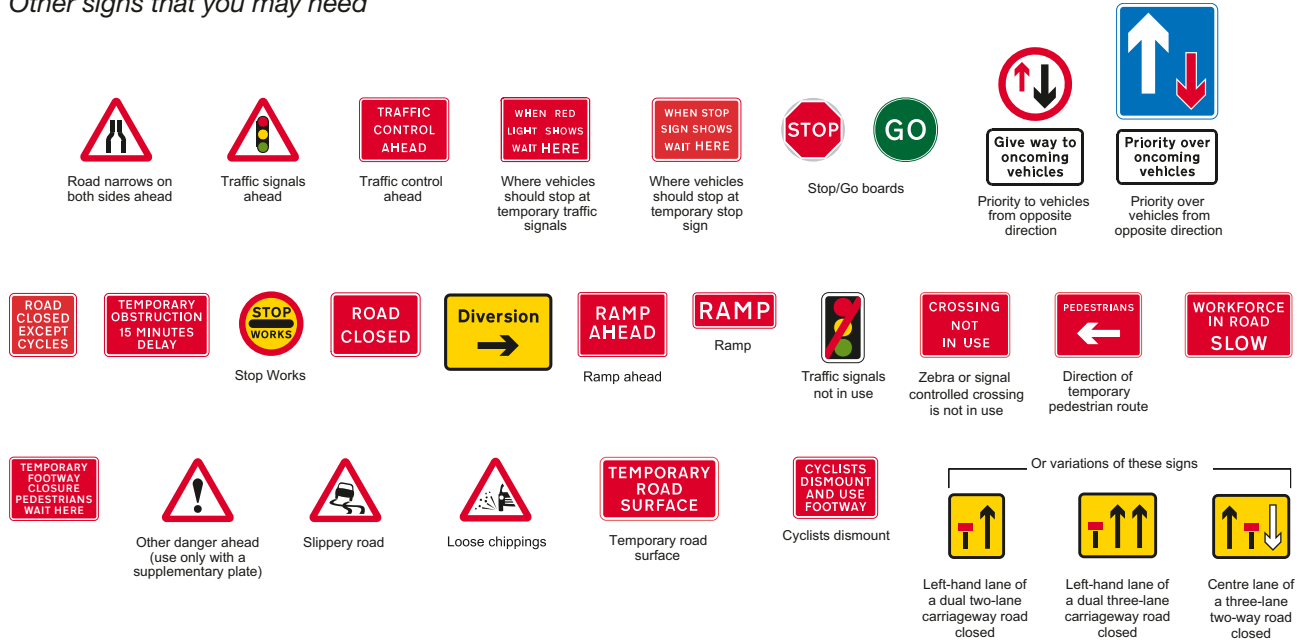 Other signs that you may need
TRAFFIC
CONTROL
AHEAD
WHEN RED
LIGHT SHOWS
WAIT HERE
WHEN STOP
SIGN SHOWS
WAIT HERE
STOP
GO
Give way to
oncoming
vehicles
Priority over
oncoming
vehicles
Road narrows on
both sides ahead
Traffic signals
ahead
Traffic control
ahead
Where vehicles
should stop at
temporary traffic
signals
Where vehicles
should stop at
temporary stop
sign
Stop/Go boards
Priority to vehicles
from opposite
direction
Priority over
vehicles from
opposite direction
ROAD
CLOSED
EXCEPT
CYCLES
TEMPORARY
OBSTRUCTION
15 MINUTES
DELAY
STOP
WORKS
Stop Works
ROAD
CLOSED
Diversion
RAMP
AHEAD
Ramp ahead
RAMP
Ramp
Traffic signals
not in use
CROSSING
NOT
IN USE
Zebra or signal
controlled crossing
is not in use
PEDESTRIANS
Direction of
temporary
pedestrian route
WORKFORCE
IN ROAD
SLOW
TEMPORARY
FOOTWAY
CLOSURE
PEDESTRIANS
WAIT HERE
Other danger ahead
(use only with a
supplementary plate)
Slippery road
Loose chippings
TEMPORARY
ROAD
SURFACE
Temporary road
surface
CYCLISTS
DISMOUNT
AND USE
FOOTWAY
Cyclists dismount
Or variations of these signs
Left-hand lane of
a dual two-lane
carriageway road
closed
Left-hand lane of
a dual three-lane
carriageway road
closed
Centre lane of
a three-lane
two-way road
closed